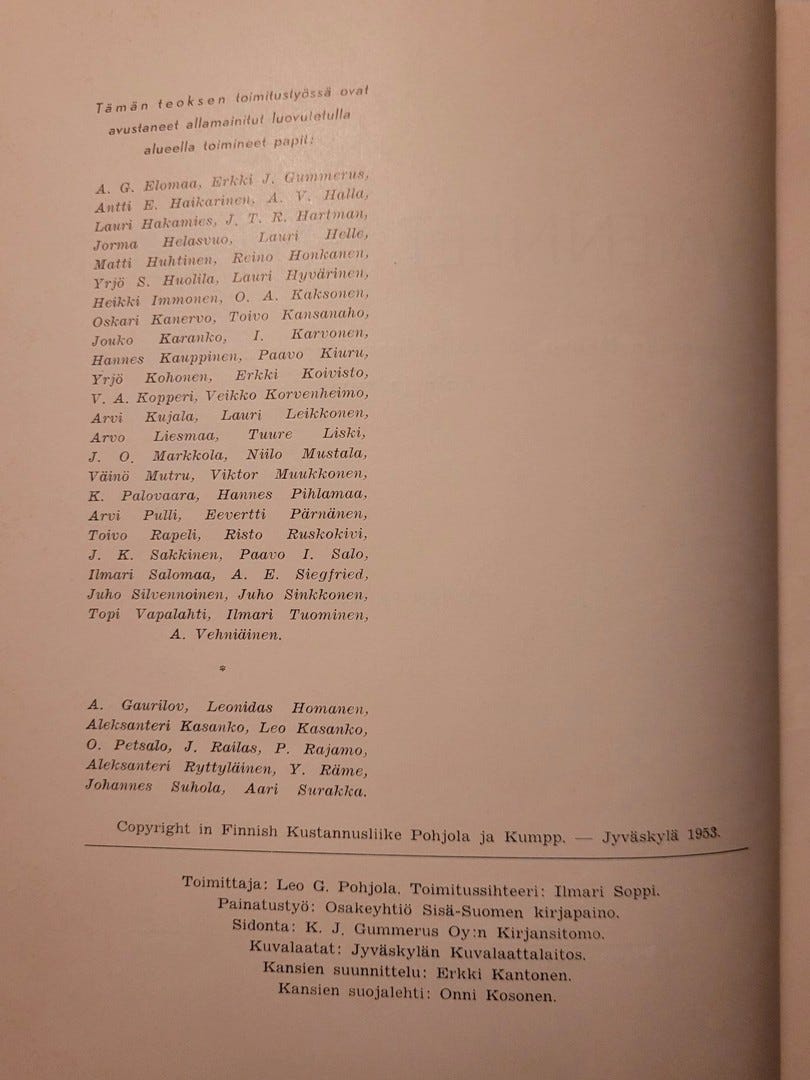 Tämän teoksen toimitustyössä ovat
avustaneet allamainitut luovutetulla
alueella toimineet papit:
A. G. Elomaa, Erkki J. Gummerus,
Antti E. Haikarinen, A. V. Halla,
Lauri Hakamies, J. T. R. Hartman,
Jorma Helasvuo, Lauri Helle,
Matti Huhtinen, Reino Honkanen,
Yrjö S. Huolila, Lauri Hyvärinen,
Heikki Immonen, O. A. Kaksonen,
Oskari Kanervo, Toivo Kansanaho,
Jouko Karanko, I. Karvonen,
Hannes Kauppinen, Paavo Kiuru,
Yrjö Kohonen, Erkki Koivisto,
V. A. Kopperi, Veikko Korvenheimo,
Arvi Kujala, Lauri Leikkonen,
Arvo Liesmaa, Tuure Liski,
J. O. Markkola, Niilo Mustala,
Väinö Mutru, Viktor Muukkonen,
K. Palovaara, Hannes Pihlamaa,
Arvi Pulli, Eevertti Pärnänen,
Toivo Rapeli, Risto Ruskokivi,
J. K. Sakkinen, Paavo I. Salo,
Ilmari Salomaa, A. E. Siegfried,
Juho Silvennoinen, Juho Sinkkonen,
Topi Vapalahti, Ilmari Tuominen,
A. Vehniäinen.
*
A. Gaurilov, Leonidas Homanen,
Aleksanteri Kasanko, Leo Kasanko,
O. Petsalo, J. Railas, P. Rajamo,
Aleksanteri Ryttyläinen, Y. Räme,
Johannes Suhola, Aari Surakka.
Copyright in Finnish Kustannusliike Pohjola ja Kumpp. — Jyväskylä 1953.
Toimittaja: Leo G. Pohjola. Toimitussihteeri: Ilmari Soppi.
Painatustyö: Osakeyhtiö Sisä-Suomen kirjapaino.
Sidonta: K. J. Gummerus Oy:n Kirjansitomo.
Kuvalaatat: Jyväskylän Kuvalaattalaitos.
Kansien suunnittelu: Erkki Kantonen.
Kansien suojalehti: Onni Kosonen.